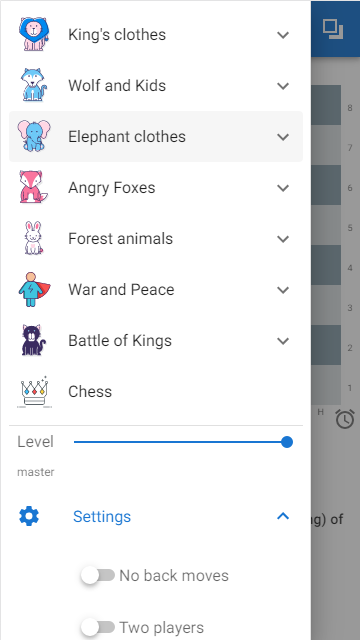 King's clothes
Wolf and Kids
Elephant clothes
Angry Foxes
Forest animals
War and Peace
Battle of Kings
Chess
Level
master
Settings
No back moves
Two players
8
7
6
5
4
3
2
1
H
of